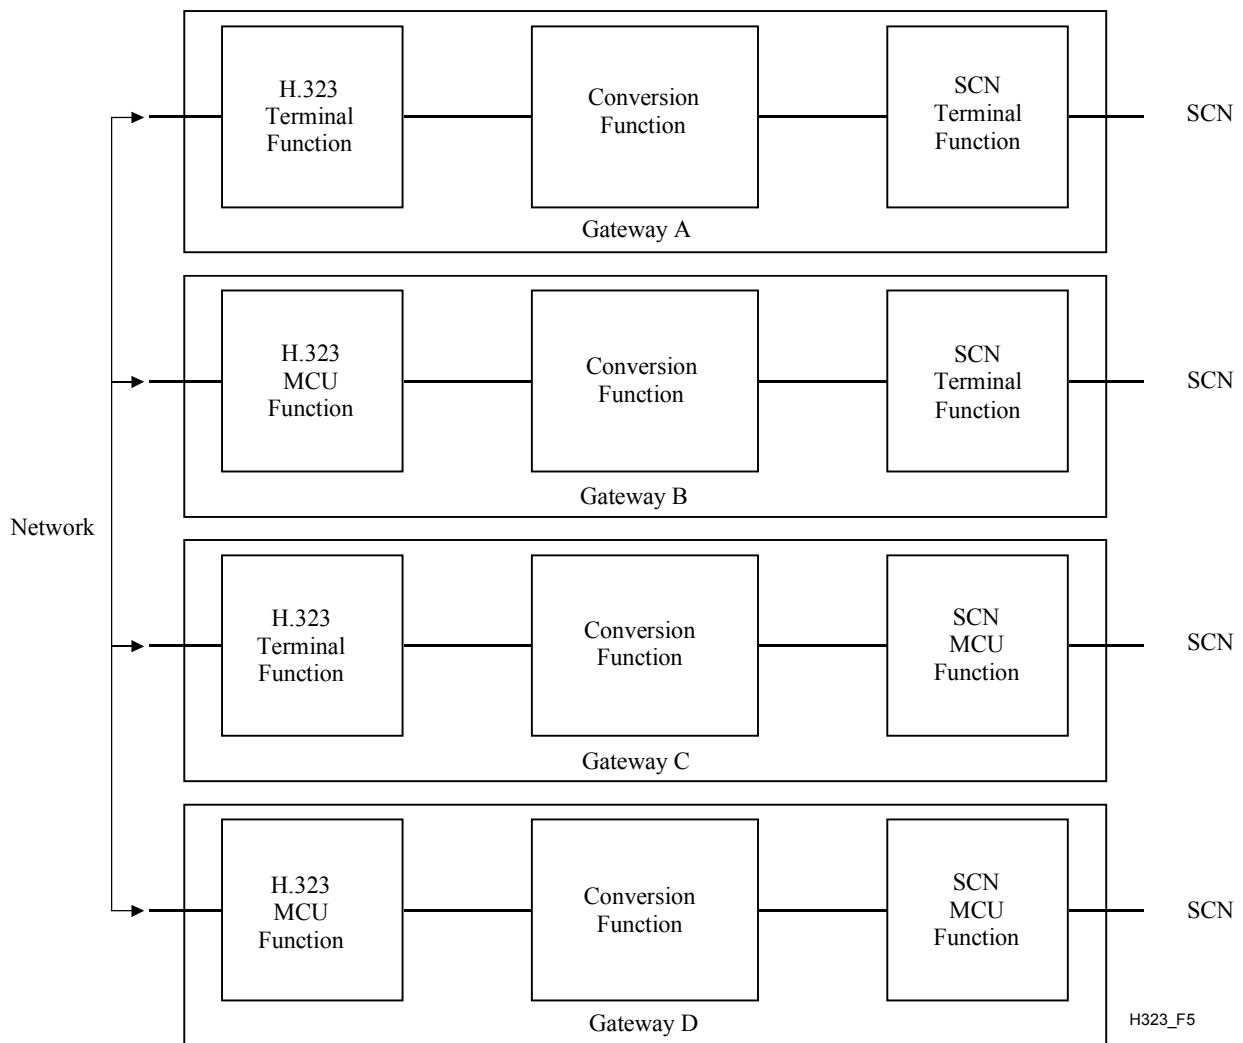 H.323
Terminal
Function
Conversion
Function
SCN
Terminal
Function
SCN
Gateway A
H.323
MCU
Function
Conversion
Function
SCN
Terminal
Function
SCN
Gateway B
Network
H.323
Terminal
Function
Conversion
Function
SCN
MCU
Function
SCN
Gateway C
H.323
MCU
Function
Conversion
Function
SCN
MCU
Function
SCN
Gateway D
H323_F5